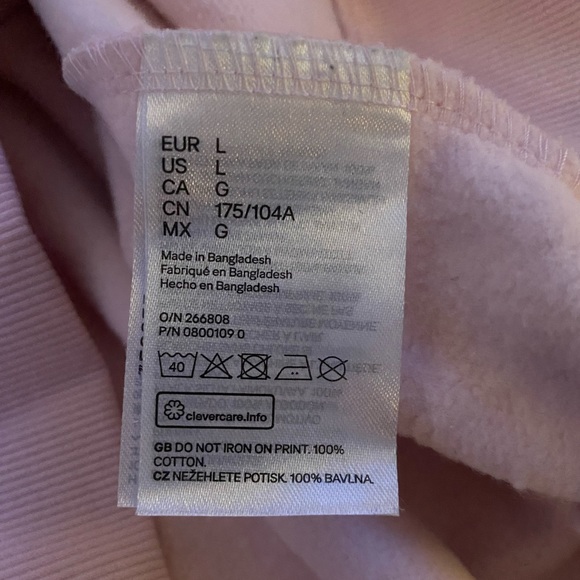 EUR L
US L
CA G
CN 175/104A
MX G
Made in Bangladesh
Fabriqué en Bangladesh
Hecho en Bangladesh
O/N 266808
P/N 0800109 0
40
clevercare.info
GB DO NOT IRON ON PRINT. 100%
COTTON.
CZ NEŽEHLETE POTISK. 100% BAVLNA.